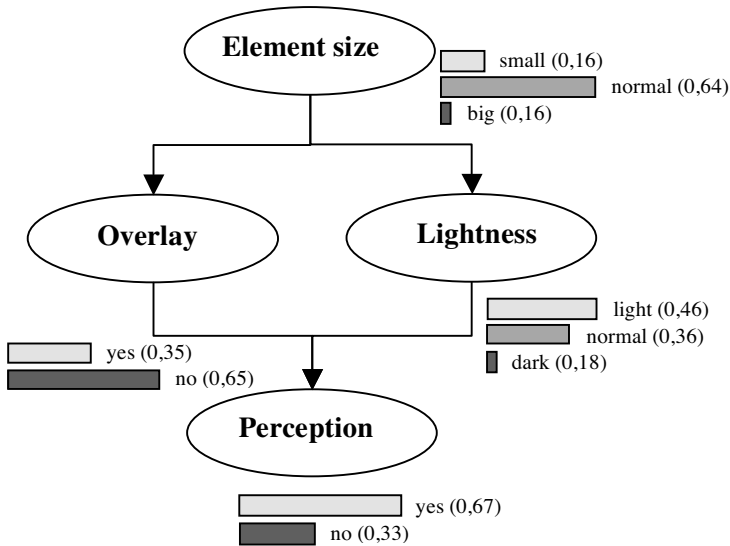 Element size
small (0,16)
normal (0,64)
big (0,16)
Overlay
Lightness
light (0,46)
normal (0,36)
dark (0,18)
yes (0,35)
no (0,65)
Perception
yes (0,67)
no (0,33)